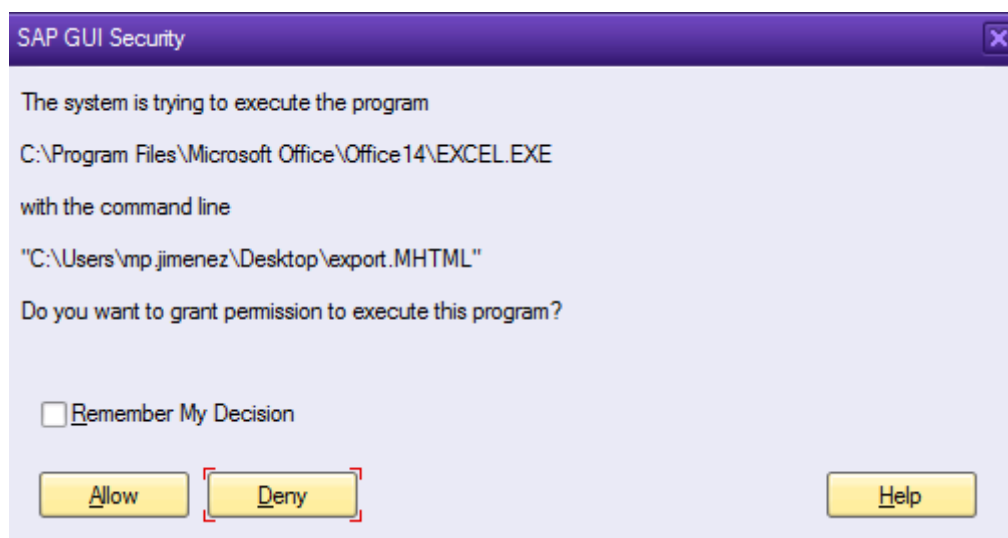 SAP GUI Security
The system is trying to execute the program
C:\Program Files\Microsoft Office\Office14\EXCEL.EXE
with the command line
"C:\Users\mp.jimenez\Desktop\export.MHTML"
Do you want to grant permission to execute this program?
Remember My Decision
Allow Deny Help